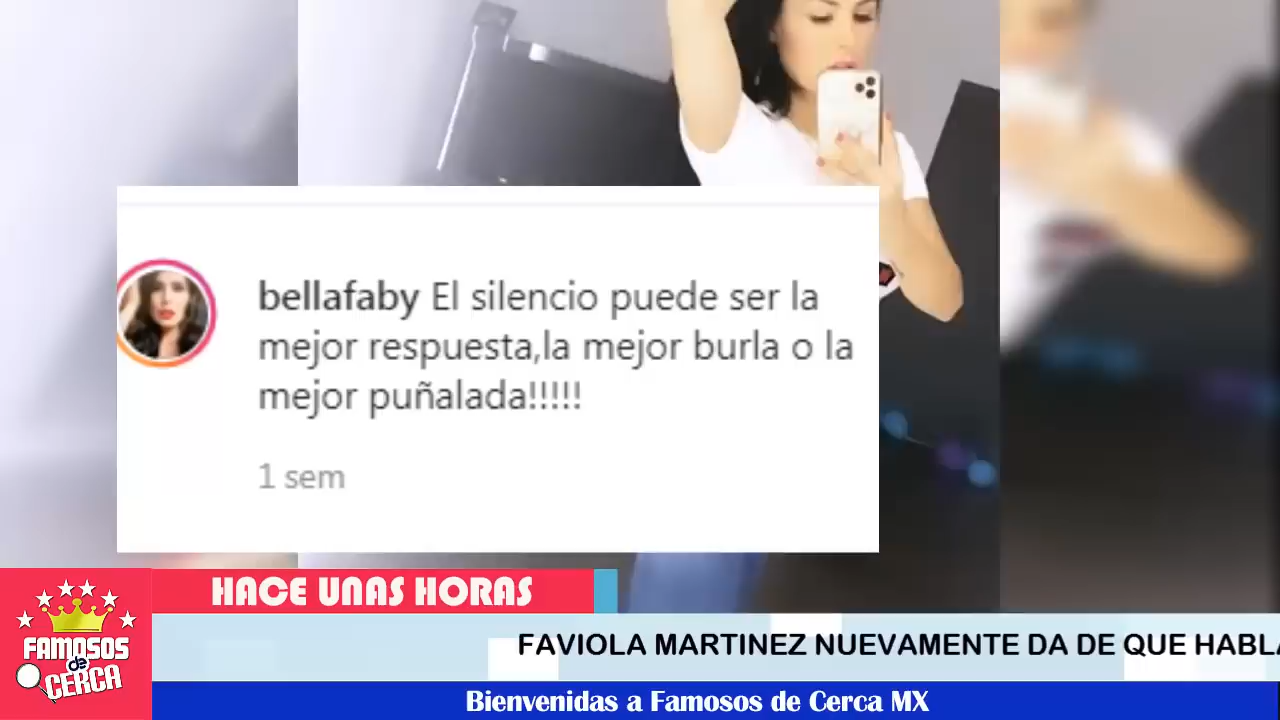 bellafaby El silencio puede ser la
mejor respuesta,la mejor burla o la
mejor puñalada!!!!!
1 sem
HACE UNAS HORAS
FAMOSOS
de
CERCA
FAVIOLA MARTINEZ NUEVAMENTE DA DE QUE HABLA
Bienvenidas a Famosos de Cerca MX